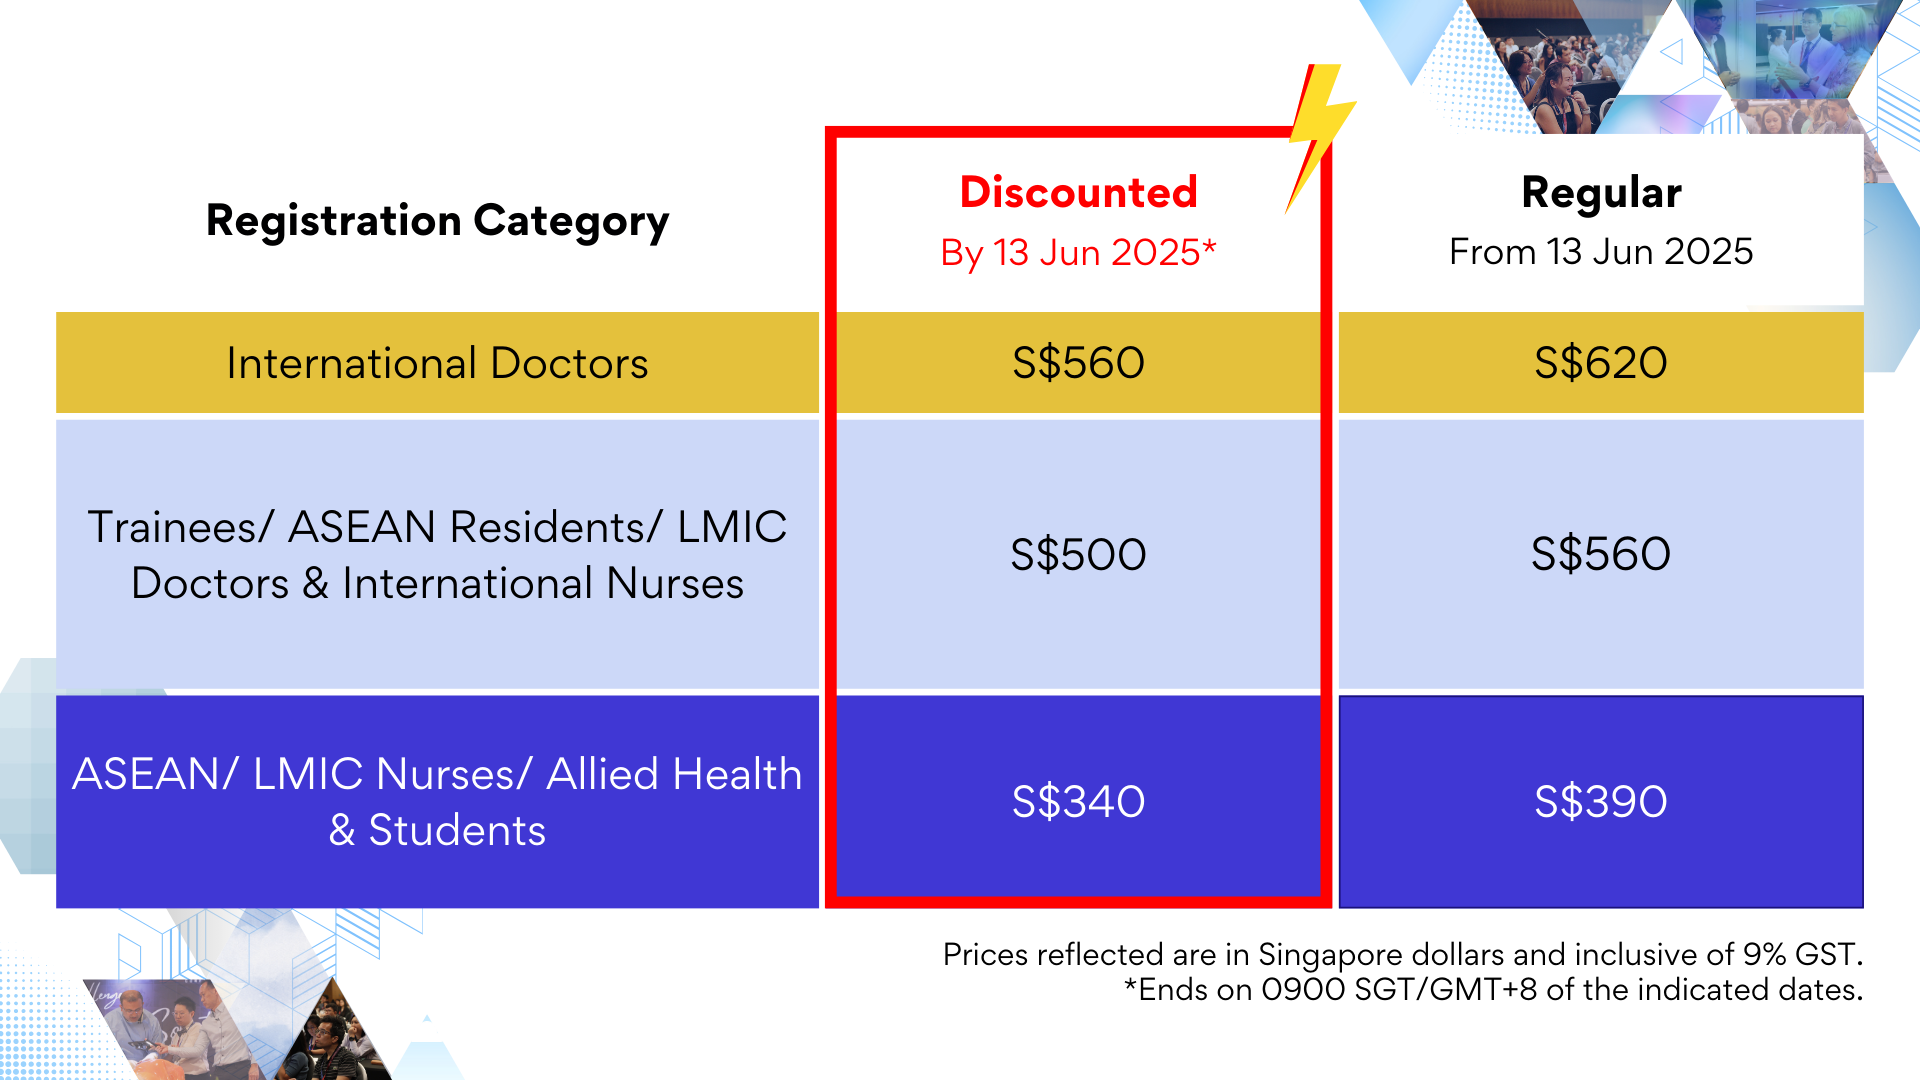 Registration Category
Discounted
By 13 Jun 2025*
Regular
From 13 Jun 2025
International Doctors
S$560
S$620
Trainees/ ASEAN Residents/ LMIC
Doctors & International Nurses
S$500
S$560
ASEAN/ LMIC Nurses/ Allied Health
& Students
S$340
S$390
Prices reflected are in Singapore dollars and inclusive of 9% GST.
*Ends on 0900 SGT/GMT+8 of the indicated dates.